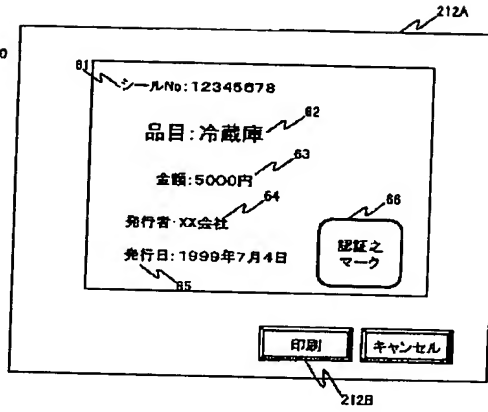 212A
0
61 シールNo:12345678
品目:冷蔵庫 62
金額:5000円 63
発行者・XX会社 64
発行日:1999年7月4日
65
66
認証之
マーク
印刷 キャンセル
212B